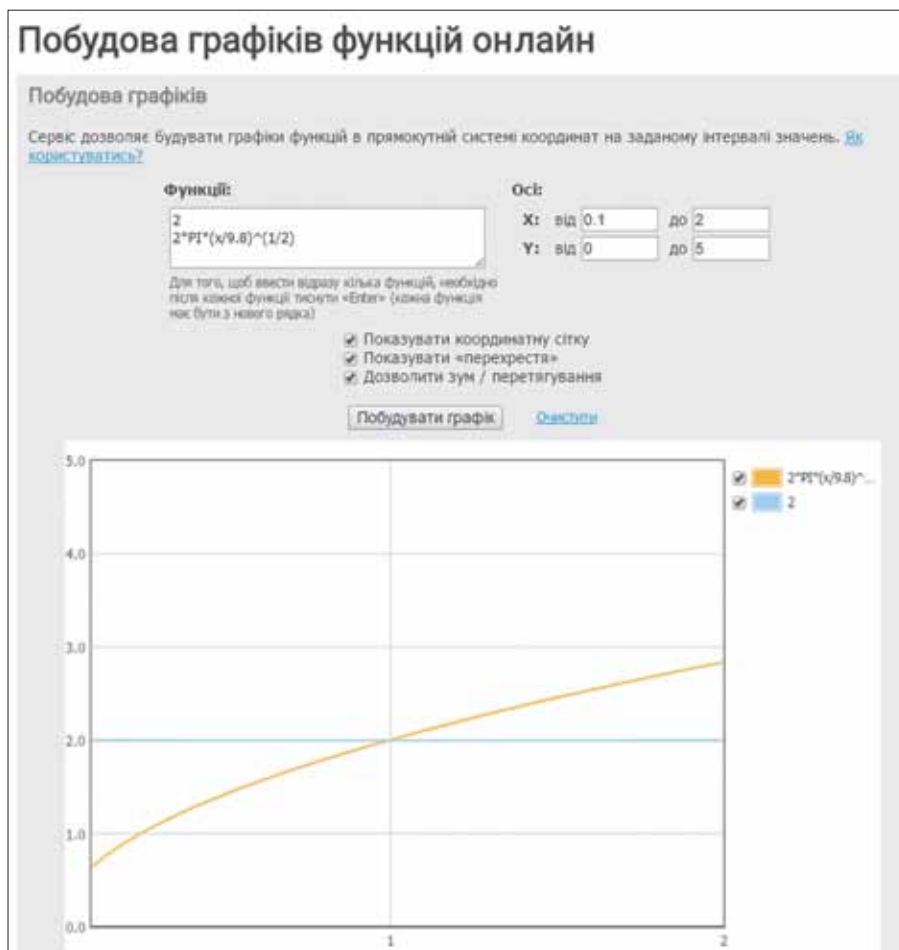 Побудова графіків функцій онлайн
Побудова графіків
Сервіс дозволяє будувати графіки функцій в прямокутній системі координат на заданому інтервалі значень. Як
користуватись?
Функції:
2
2*PI*(x/9.8)^(1/2)
Для того, щоб ввести відразу кілька функцій, необхідно
після кожної функції тиснути «Enter» (кожна функція
має бути з нового рядка)
Осі:
X: від 0.1 до 2
Y: від 0 до 5
Показувати координатну сітку
Показувати «перехрестя»
Дозволити зум / перетягування
Побудувати графік Очистити
5.0
4.0
3.0
2.0
1.0
0.0
1 2
2*PI*(x/9.8)^...
2